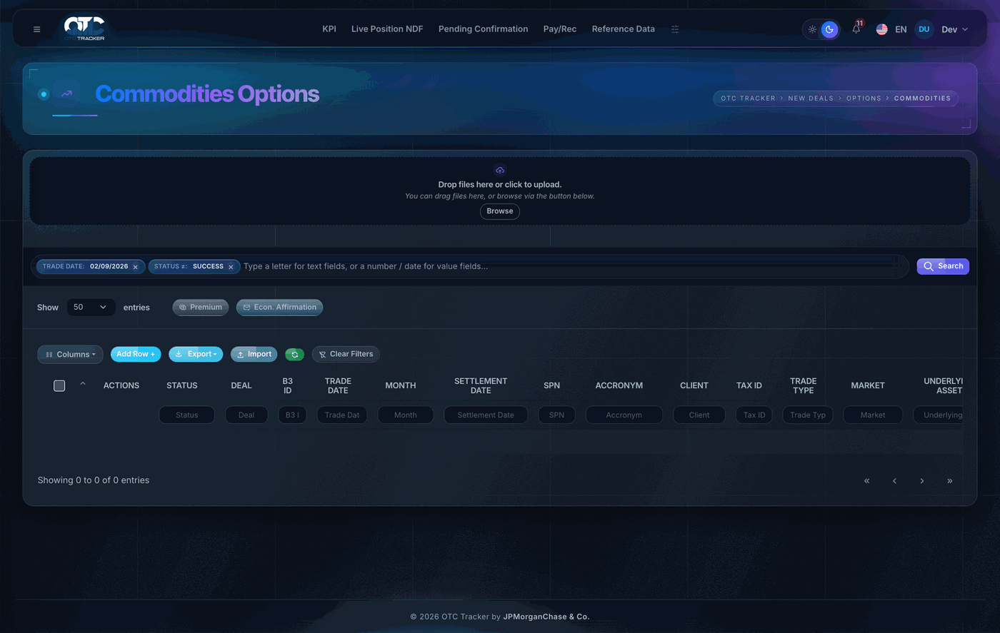 OTC TRACKER
KPI Live Position NDF Pending Confirmation Pay/Rec Reference Data
11 EN DU Dev
Commodities Options
OTC TRACKER > NEW DEALS > OPTIONS > COMMODITIES
Drop files here or click to upload.
You can drag files here, or browse via the button below.
Browse
TRADE DATE: 02/09/2026 × STATUS ≠: SUCCESS × Type a letter for text fields, or a number / date for value fields... Search
Show 50 entries Premium Econ. Affirmation
Columns Add Row + Export Import Clear Filters
ACTIONS STATUS DEAL B3 ID TRADE DATE MONTH SETTLEMENT DATE SPN ACCRONYM CLIENT TAX ID TRADE TYPE MARKET UNDERLYI ASSET
Status Deal B3 I Trade Dat Month Settlement Date SPN Accronym Client Tax ID Trade Typ Market Underlying
Showing 0 to 0 of 0 entries « ‹ › »
© 2026 OTC Tracker by JPMorganChase & Co.